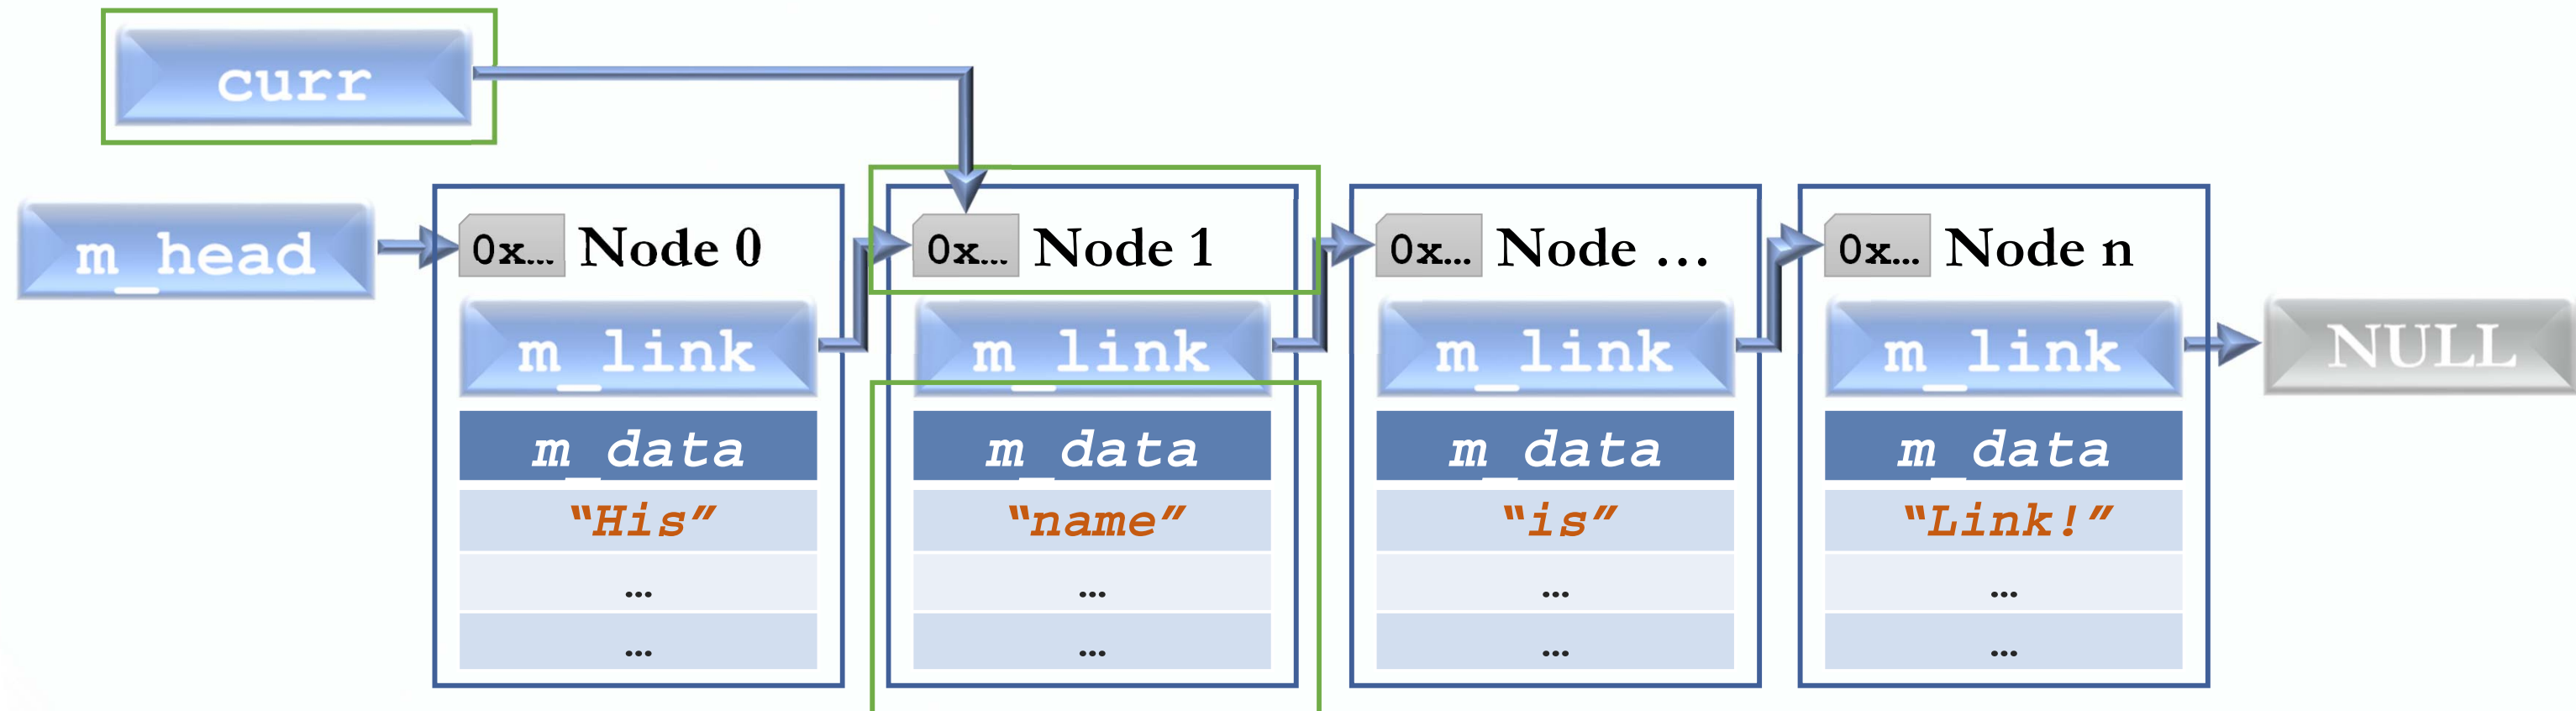 curr
m_head
0x… Node 0
m_link
m_data
“His”
…
…
0x… Node 1
m_link
m_data
“name”
…
…
0x… Node …
m_link
m_data
“is”
…
…
0x… Node n
m_link
m_data
“Link!”
…
…
NULL